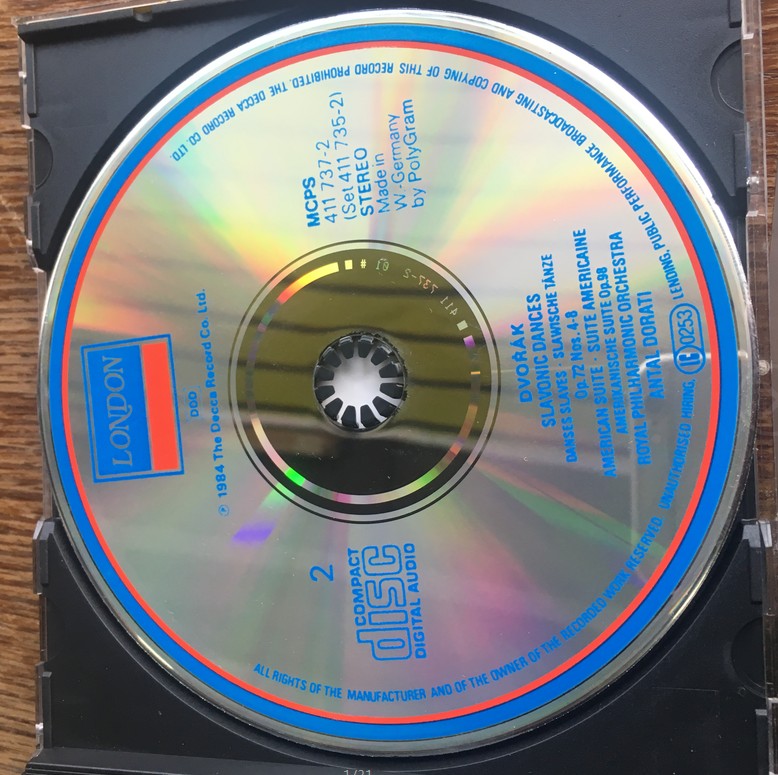 LONDON
DDD
℗ 1984 The Decca Record Co. Ltd.
2
COMPACT
disc
DIGITAL AUDIO
MCPS
411 737-2
(Set 411 735-2)
STEREO
Made in
W.-Germany
by PolyGram
411 737-2 # 01
DVOŘÁK
SLAVONIC DANCES
DANSES SLAVES · SLAWISCHE TÄNZE
Op.72 Nos. 4-8
AMERICAN SUITE · SUITE AMERICAINE
AMERIKANISCHE SUITE Op.98
ROYAL PHILHARMONIC ORCHESTRA
ANTAL DORATI
ALL RIGHTS OF THE MANUFACTURER AND OF THE OWNER OF THE RECORDED WORK RESERVED UNAUTHORISED HIRING, LC 0253 LENDING, PUBLIC PERFORMANCE BROADCASTING AND COPYING OF THIS RECORD PROHIBITED. THE DECCA RECORD CO. LTD.
1/21